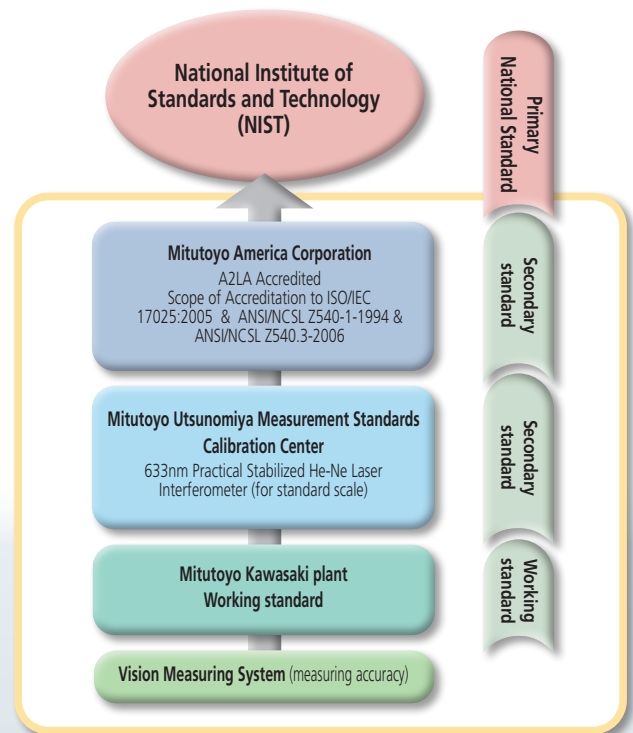 National Institute of
Standards and Technology
(NIST)
Primary
National Standard
Mitutoyo America Corporation
A2LA Accredited
Scope of Accreditation to ISO/IEC
17025:2005 & ANSI/NCSL Z540-1-1994 &
ANSI/NCSL Z540.3-2006
Secondary
standard
Mitutoyo Utsunomiya Measurement Standards
Calibration Center
633nm Practical Stabilized He-Ne Laser
Interferometer (for standard scale)
Secondary
standard
Mitutoyo Kawasaki plant
Working standard
Working
standard
Vision Measuring System (measuring accuracy)